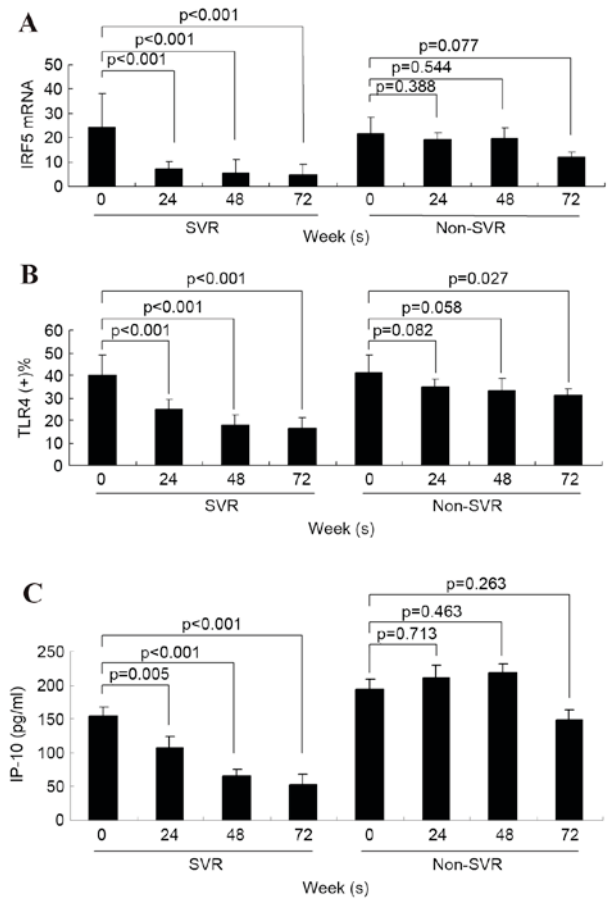 A
p<0.001
p<0.001
p<0.001
p=0.077
p=0.544
p=0.388
IRF5 mRNA
50
40
30
20
10
0
0 24 48 72 0 24 48 72
SVR Non-SVR
Week (s)
B
p<0.001
p<0.001
p<0.001
p=0.027
p=0.058
p=0.082
TLR4 (+)%
60
50
40
30
20
10
0
0 24 48 72 0 24 48 72
SVR Non-SVR
Week (s)
C
p<0.001
p<0.001
p=0.005
p=0.263
p=0.463
p=0.713
IP-10 (pg/ml)
250
200
150
100
50
0
0 24 48 72 0 24 48 72
SVR Non-SVR
Week (s)